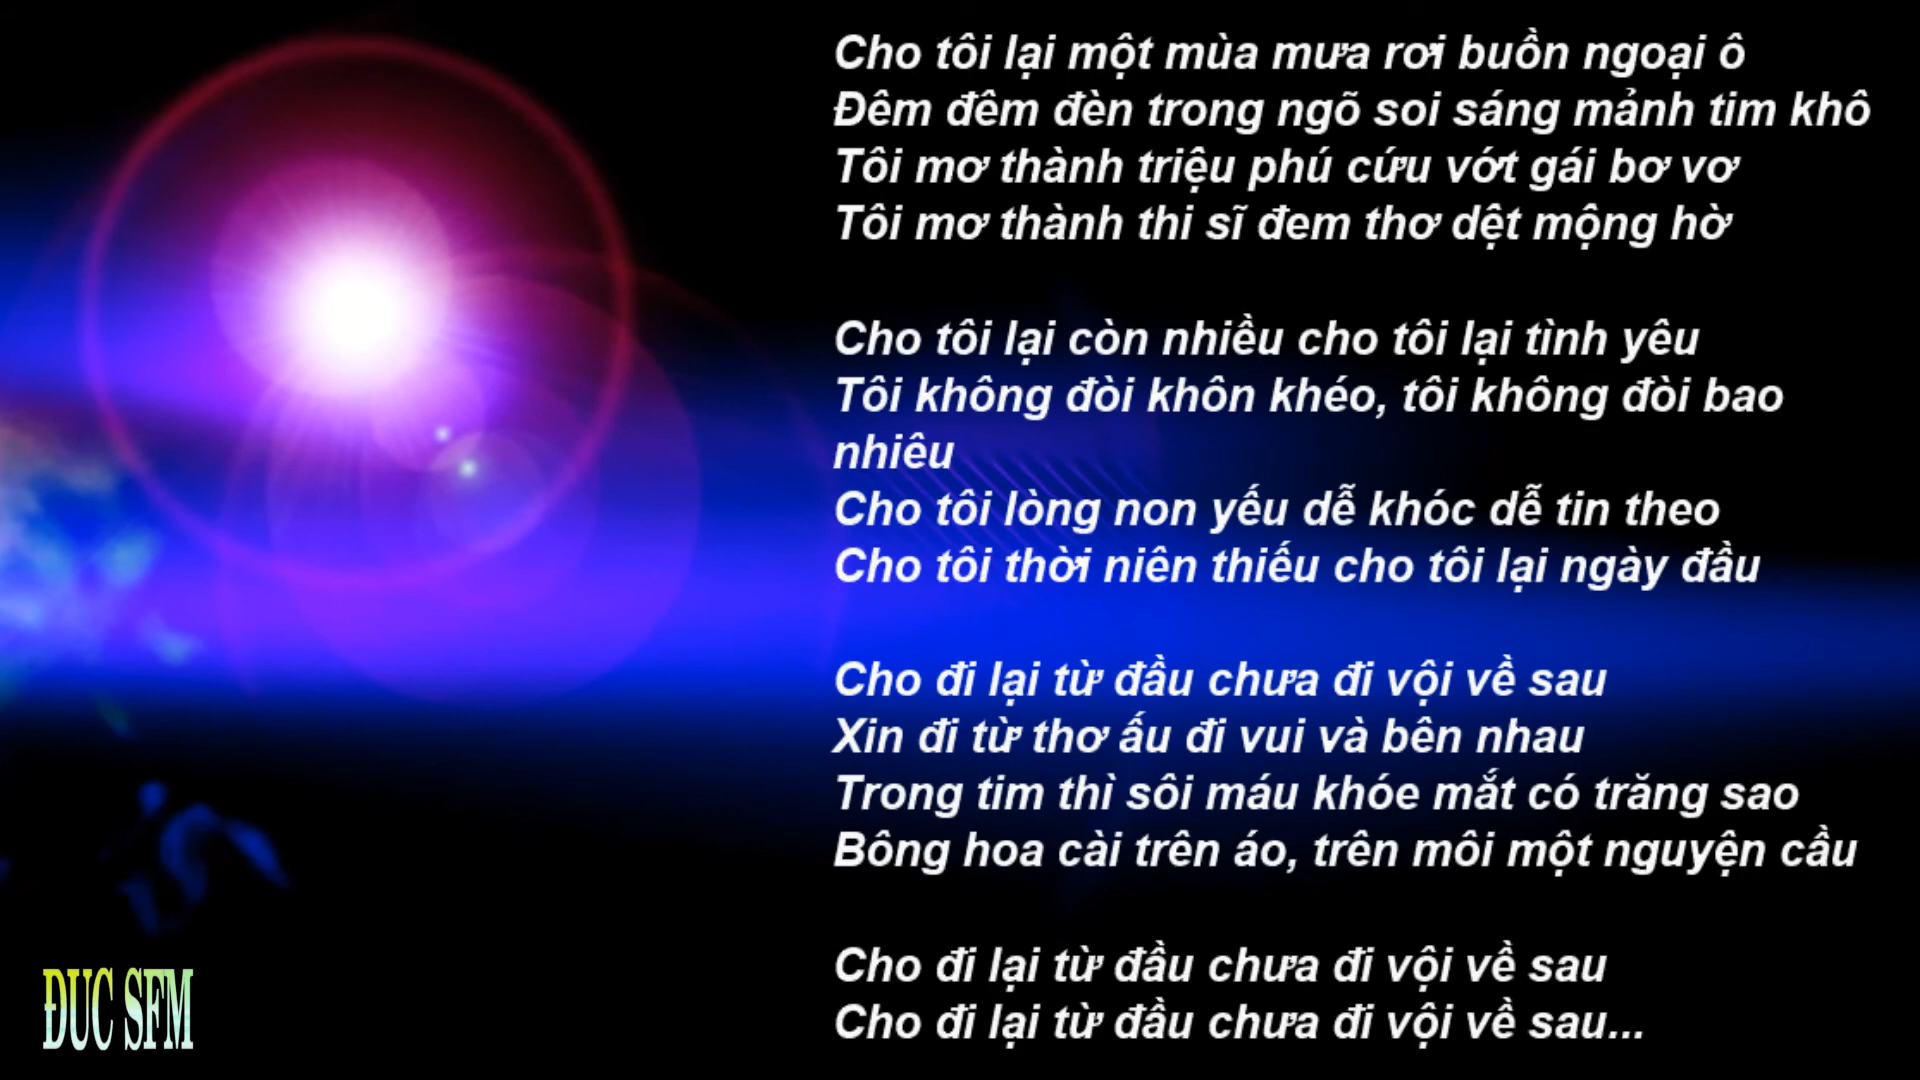 Cho tôi lại một mùa mưa rơi buồn ngoại ô
Đêm đêm đèn trong ngõ soi sáng mảnh tim khô
Tôi mơ thành triệu phú cứu vớt gái bơ vơ
Tôi mơ thành thi sĩ đem thơ dệt mộng hờ
Cho tôi lại còn nhiều cho tôi lại tình yêu
Tôi không đòi khôn khéo, tôi không đòi bao
nhiêu
Cho tôi lòng non yếu dễ khóc dễ tin theo
Cho tôi thời niên thiếu cho tôi lại ngày đầu
Cho đi lại từ đầu chưa đi vội về sau
Xin đi từ thơ ấu đi vui và bên nhau
Trong tim thì sôi máu khóe mắt có trăng sao
Bông hoa cài trên áo, trên môi một nguyện cầu
Cho đi lại từ đầu chưa đi vội về sau
Cho đi lại từ đầu chưa đi vội về sau...
ĐUC SFM